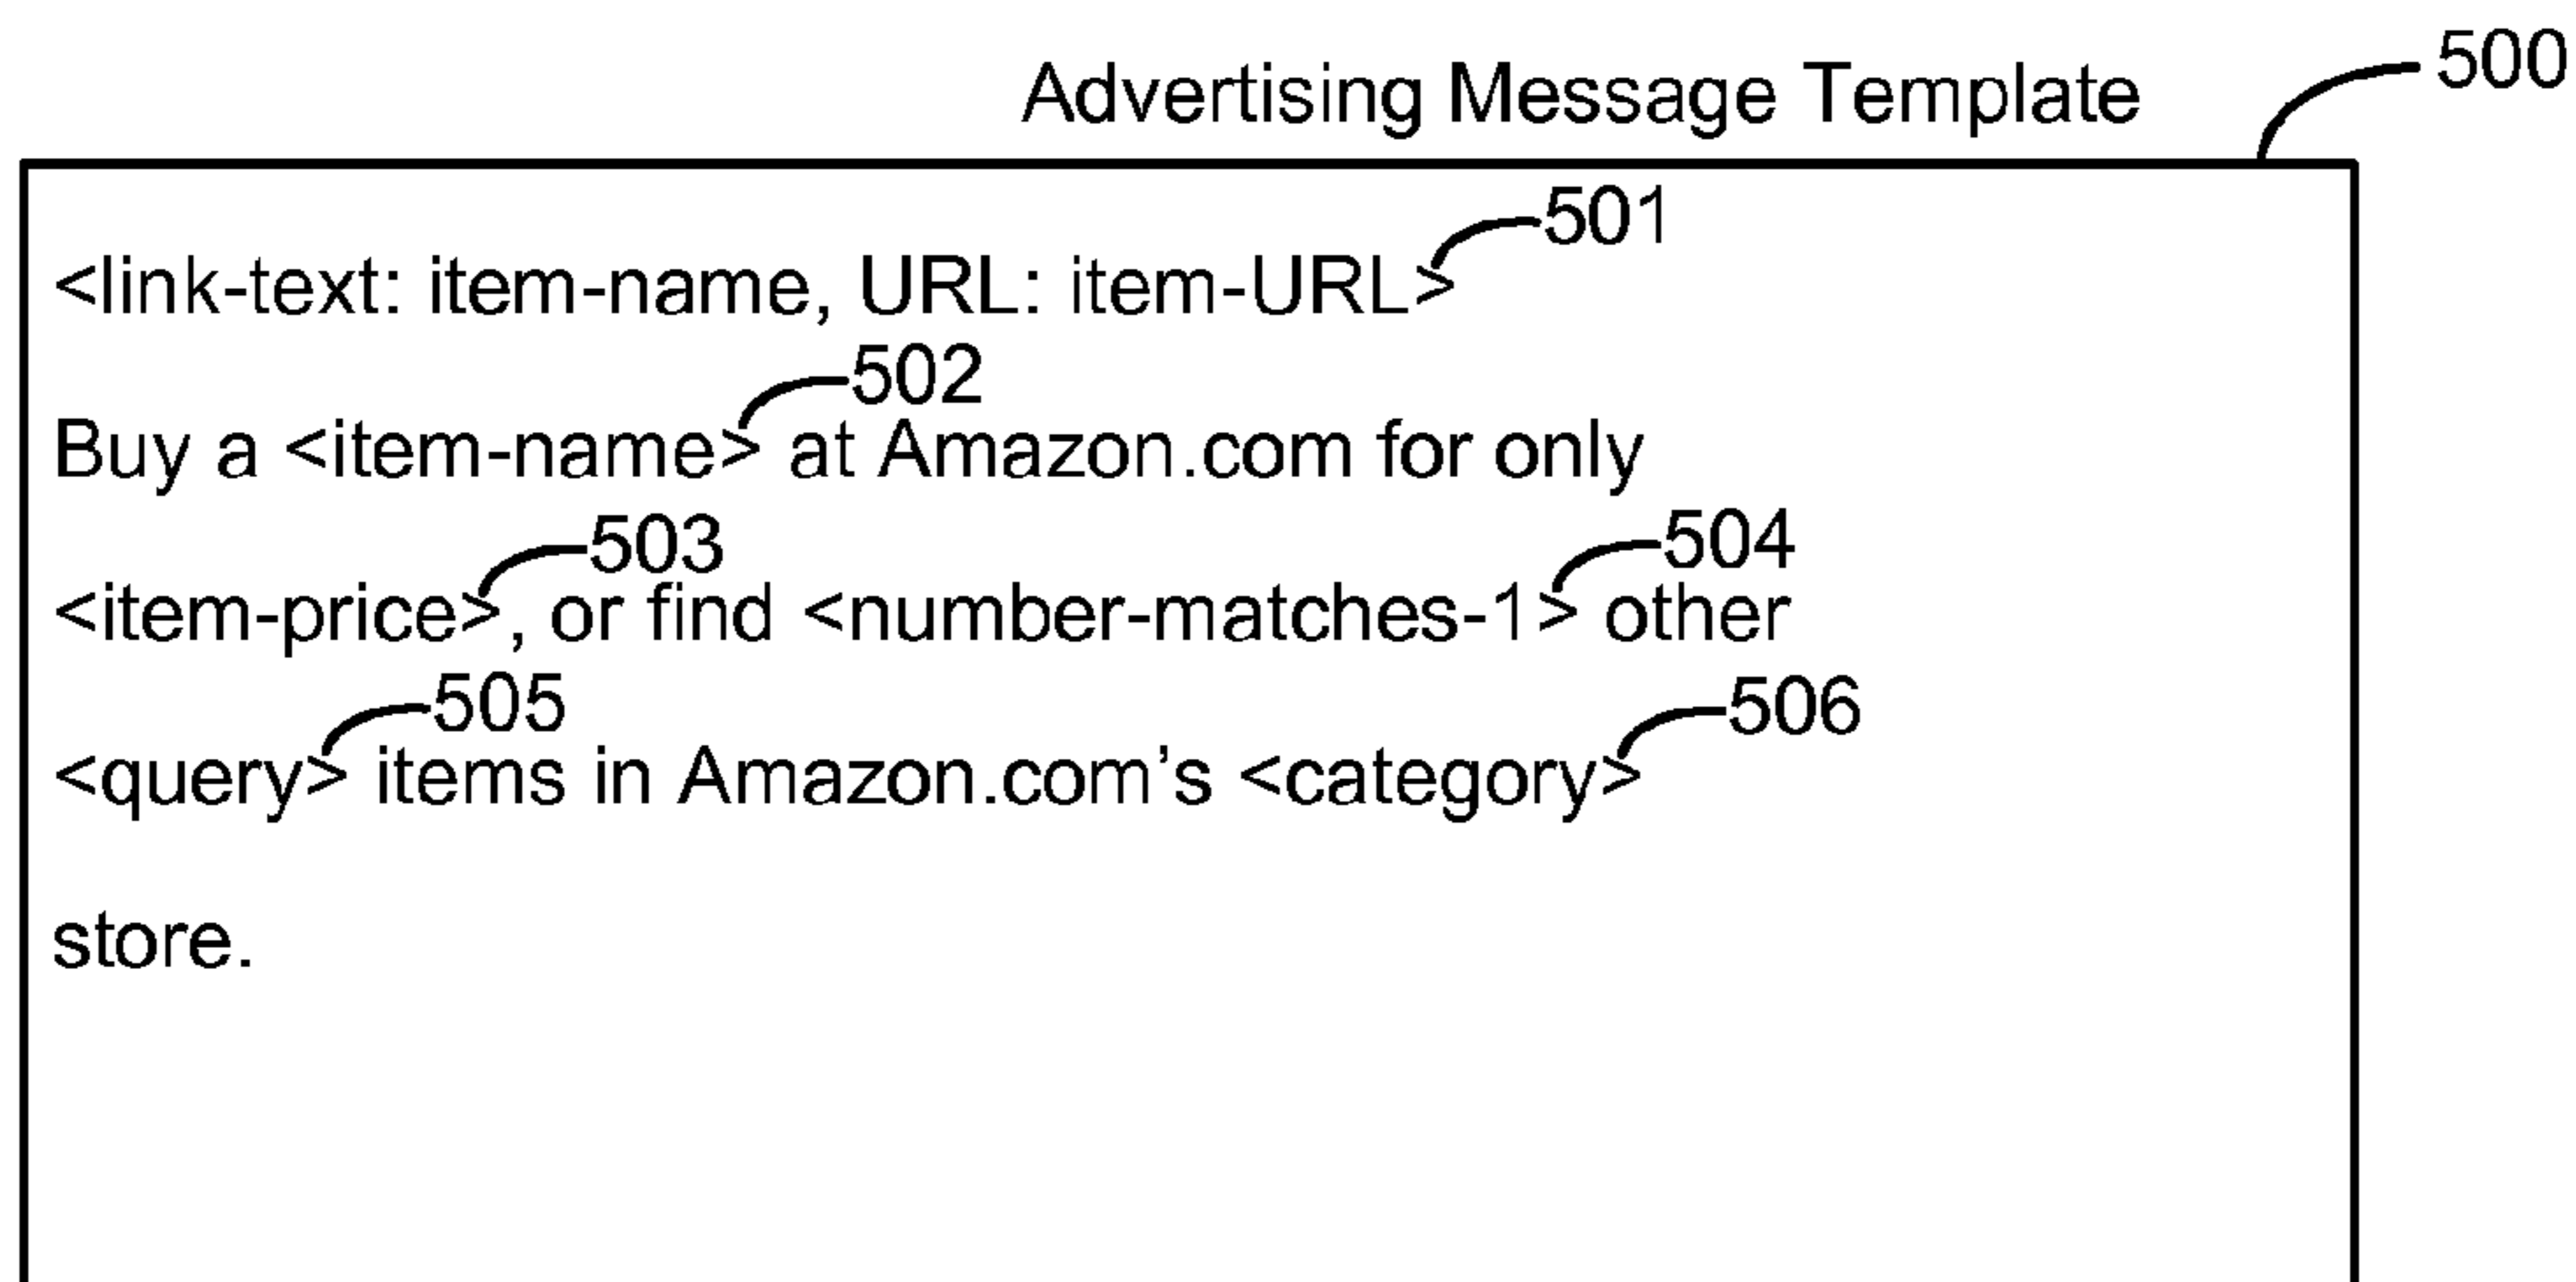 Advertising Message Template 500
501
<link-text: item-name, URL: item-URL>
502
Buy a <item-name> at Amazon.com for only
503 504
<item-price>, or find <number-matches-1> other
505 506
<query> items in Amazon.com’s <category>
store.